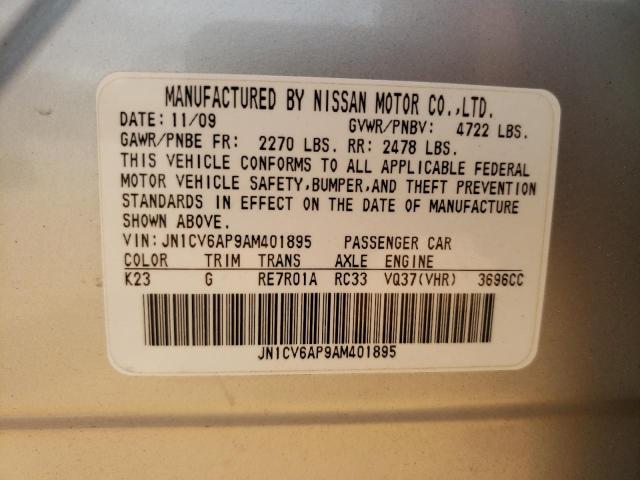 MANUFACTURED BY NISSAN MOTOR CO.,LTD.
DATE: 11/09 GVWR/PNBV: 4722 LBS.
GAWR/PNBE FR: 2270 LBS. RR: 2478 LBS.
THIS VEHICLE CONFORMS TO ALL APPLICABLE FEDERAL
MOTOR VEHICLE SAFETY,BUMPER,AND THEFT PREVENTION
STANDARDS IN EFFECT ON THE DATE OF MANUFACTURE
SHOWN ABOVE.
VIN: JN1CV6AP9AM401895 PASSENGER CAR
COLOR TRIM TRANS AXLE ENGINE
K23 G RE7R01A RC33 VQ37(VHR) 3696CC
JN1CV6AP9AM401895